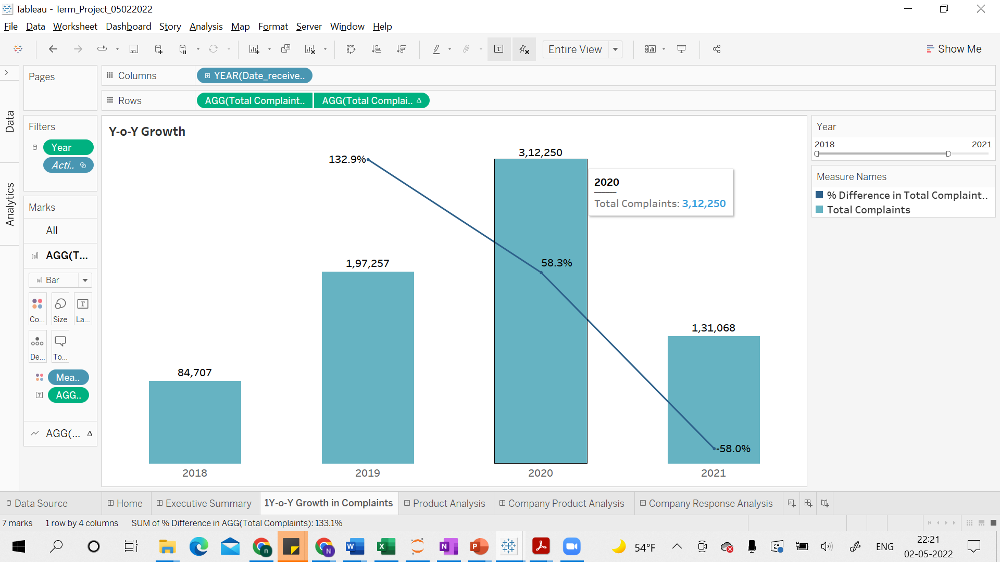 Tableau - Term_Project_05022022
File Data Worksheet Dashboard Story Analysis Map Format Server Window Help
Entire View
Show Me
Pages
Columns
YEAR(Date_receive..
Rows
AGG(Total Complaint..
AGG(Total Complai.. Δ
Data
Analytics
Filters
Year
Acti..
Marks
All
AGG(T...
Bar
Co...
Size
La...
De...
To...
Mea..
AGG..
AGG(... Δ
Y-o-Y Growth
132.9%
3,12,250
2020
Total Complaints: 3,12,250
1,97,257
58.3%
1,31,068
84,707
-58.0%
2018
2019
2020
2021
Year
2018
2021
Measure Names
% Difference in Total Complaint..
Total Complaints
Data Source
Home
Executive Summary
1Y-o-Y Growth in Complaints
Product Analysis
Company Product Analysis
Company Response Analysis
7 marks
1 row by 4 columns
SUM of % Difference in AGG(Total Complaints): 133.1%
54°F
ENG
22:21
02-05-2022